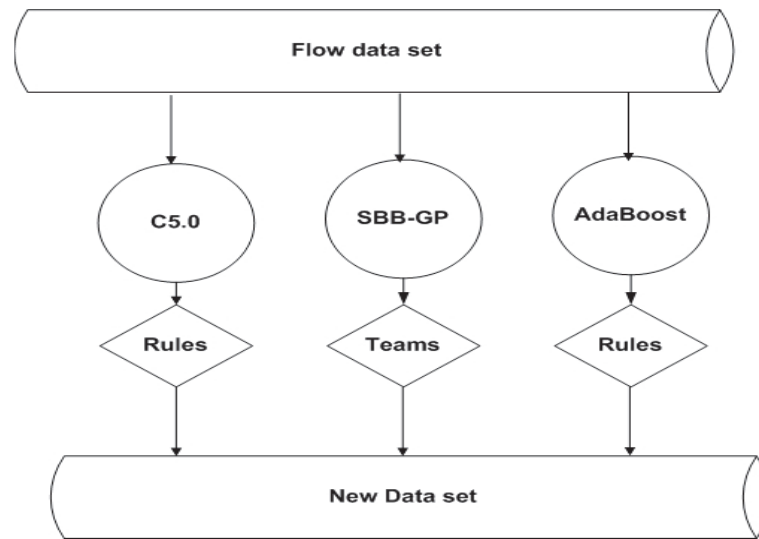 Flow data set
C5.0
SBB-GP
AdaBoost
Rules
Teams
Rules
New Data set